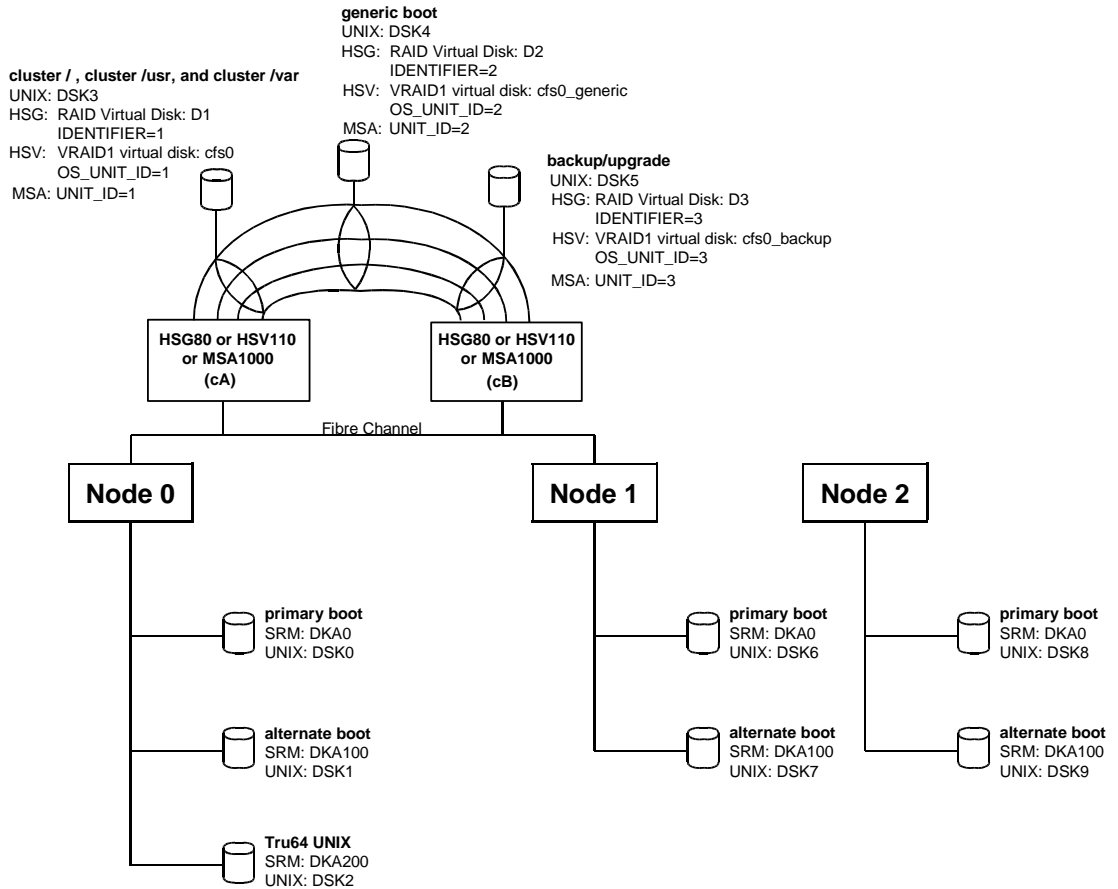 generic boot
UNIX: DSK4
HSG: RAID Virtual Disk: D2
IDENTIFIER=2
HSV: VRAID1 virtual disk: cfs0_generic
OS_UNIT_ID=2
MSA: UNIT_ID=2
cluster / , cluster /usr, and cluster /var
UNIX: DSK3
HSG: RAID Virtual Disk: D1
IDENTIFIER=1
HSV: VRAID1 virtual disk: cfs0
OS_UNIT_ID=1
MSA: UNIT_ID=1
backup/upgrade
UNIX: DSK5
HSG: RAID Virtual Disk: D3
IDENTIFIER=3
HSV: VRAID1 virtual disk: cfs0_backup
OS_UNIT_ID=3
MSA: UNIT_ID=3
HSG80 or HSV110
or MSA1000
(cA)
HSG80 or HSV110
or MSA1000
(cB)
Fibre Channel
Node 0
Node 1
Node 2
primary boot
SRM: DKA0
UNIX: DSK0
primary boot
SRM: DKA0
UNIX: DSK6
primary boot
SRM: DKA0
UNIX: DSK8
alternate boot
SRM: DKA100
UNIX: DSK1
alternate boot
SRM: DKA100
UNIX: DSK7
alternate boot
SRM: DKA100
UNIX: DSK9
Tru64 UNIX
SRM: DKA200
UNIX: DSK2